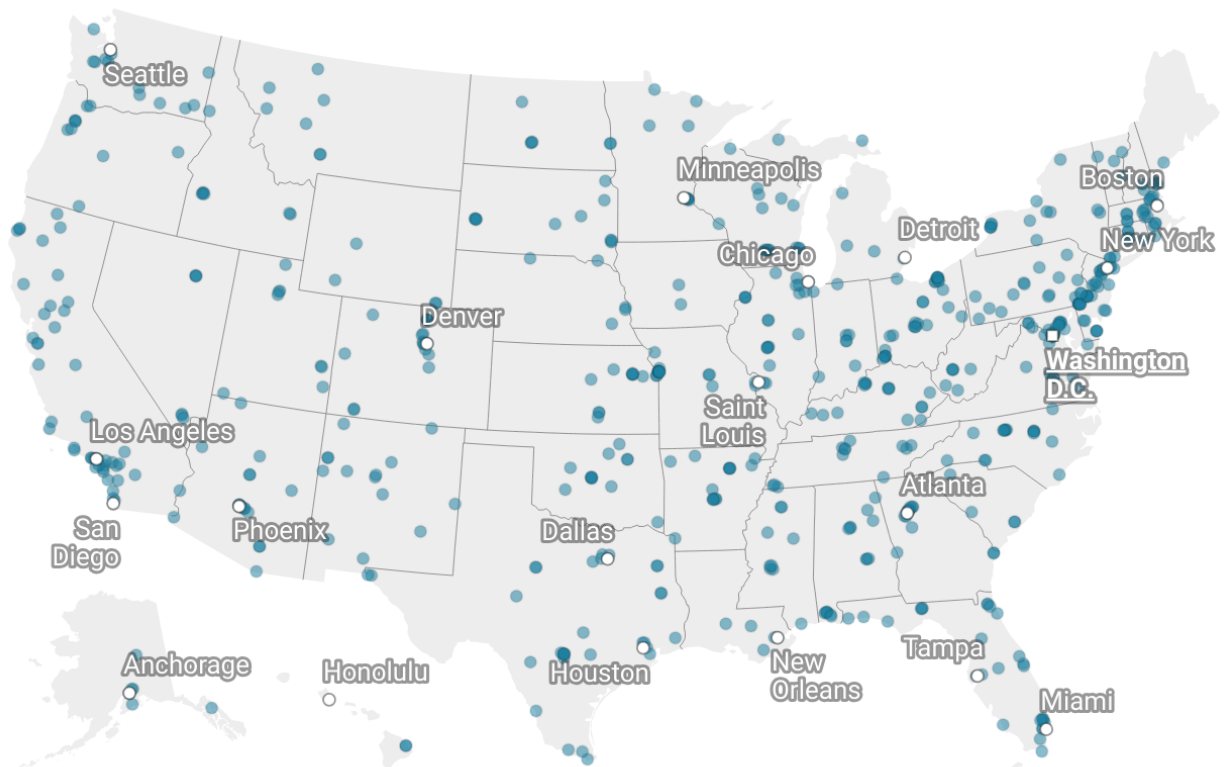 Seattle
Minneapolis
Boston
Detroit
New York
Chicago
Denver
Washington
D.C.
Saint
Louis
Los Angeles
Atlanta
San
Diego
Phoenix
Dallas
Anchorage
Honolulu
Houston
New
Orleans
Tampa
Miami